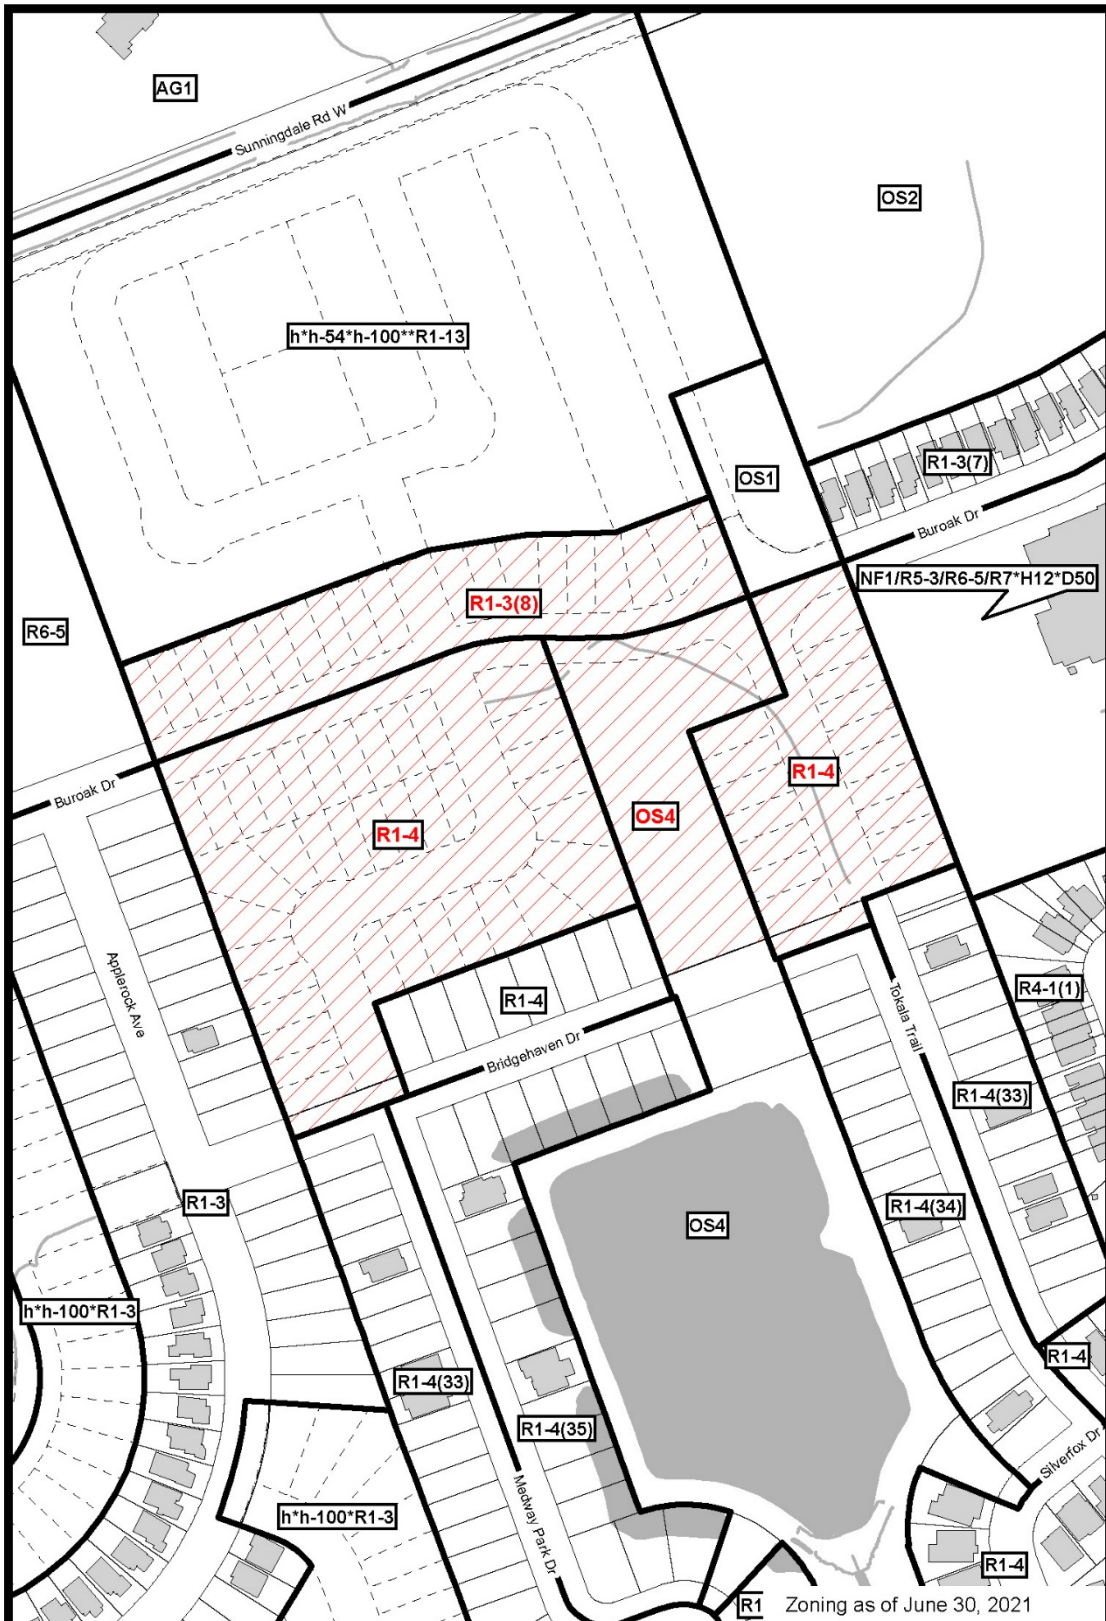 AG1
Sunningdale Rd W
OS2
h*h-54*h-100**R1-13
R1-3(7)
OS1
Buroak Dr
NF1/R5-3/R6-5/R7*H12*D50
R1-3(8)
R6-5
R1-4
Buroak Dr
OS4
R1-4
Applerock Ave
R1-4
Tokala Trail
R4-1(1)
Bridgehaven Dr
R1-4(33)
R1-3
R1-4(34)
OS4
h*h-100*R1-3
R1-4
R1-4(33)
R1-4(35)
Silverfox Dr
h*h-100*R1-3
Medway Park Dr
R1-4
R1
Zoning as of June 30, 2021